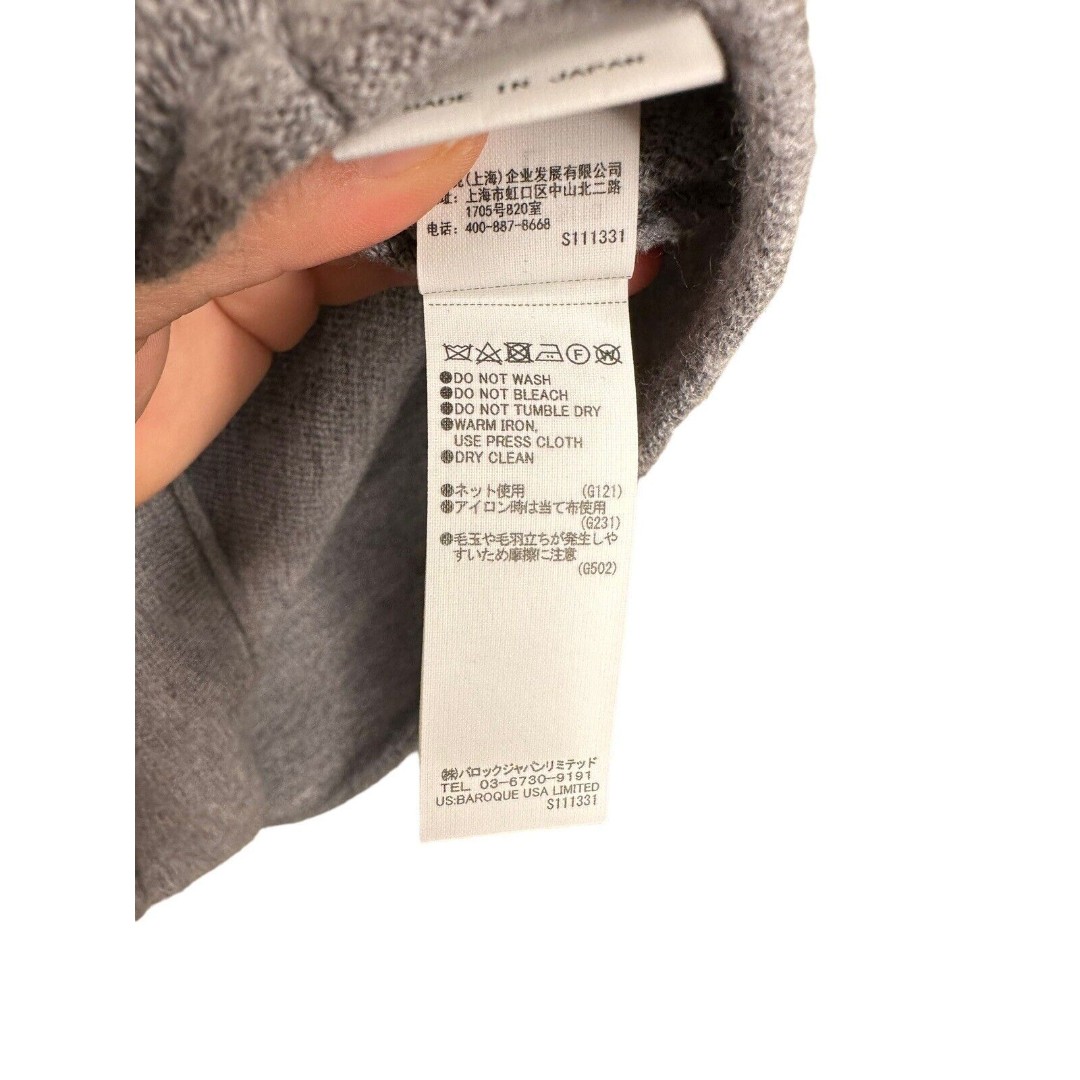 MADE IN JAPAN
(上海)企业发展有限公司
址: 上海市虹口区中山北二路
1705号820室
电话: 400-887-8668
S111331
F W
DO NOT WASH
DO NOT BLEACH
DO NOT TUMBLE DRY
WARM IRON,
USE PRESS CLOTH
DRY CLEAN
ネット使用 (G121)
アイロン時は当て布使用
(G231)
毛玉や毛羽立ちが発生しや
すいため摩擦に注意
(G502)
㈱バロックジャパンリミテッド
TEL 03-6730-9191
US:BAROQUE USA LIMITED
S111331